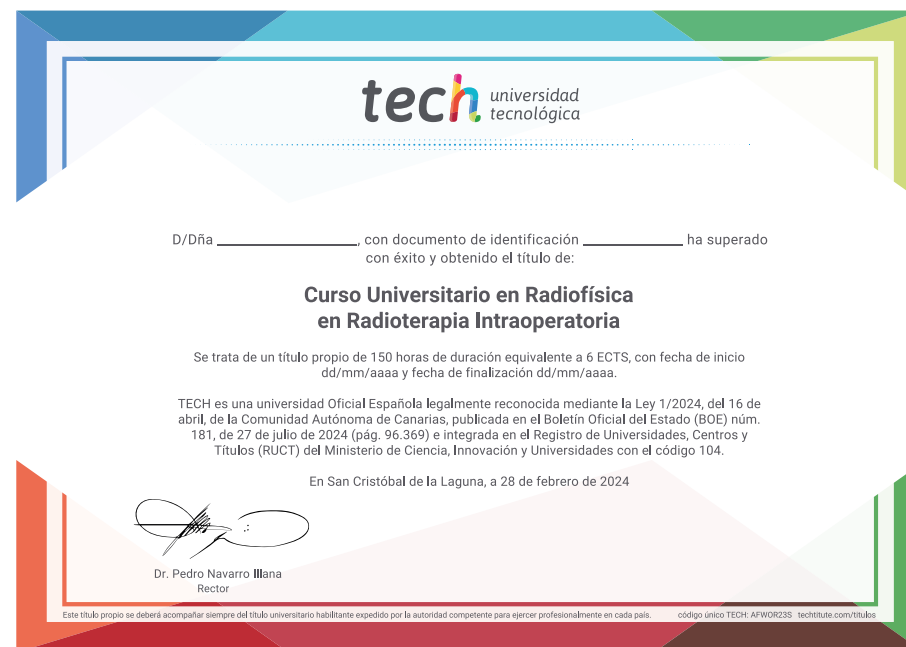 tech universidad
tecnológica
D/Dña ____________, con documento de identificación ____________ ha superado
con éxito y obtenido el título de:
Curso Universitario en Radiofísica
en Radioterapia Intraoperatoria
Se trata de un título propio de 150 horas de duración equivalente a 6 ECTS, con fecha de inicio
dd/mm/aaaa y fecha de finalización dd/mm/aaaa.
TECH es una universidad Oficial Española legalmente reconocida mediante la Ley 1/2024, del 16 de
abril, de la Comunidad Autónoma de Canarias, publicada en el Boletín Oficial del Estado (BOE) núm.
181, de 27 de julio de 2024 (pág. 96.369) e integrada en el Registro de Universidades, Centros y
Títulos (RUCT) del Ministerio de Ciencia, Innovación y Universidades con el código 104.
En San Cristóbal de la Laguna, a 28 de febrero de 2024
Dr. Pedro Navarro Illana
Rector
Este título propio se deberá acompañar siempre del título universitario habilitante expedido por la autoridad competente para ejercer profesionalmente en cada país. código único TECH: AFWOR23S techtitute.com/titulos